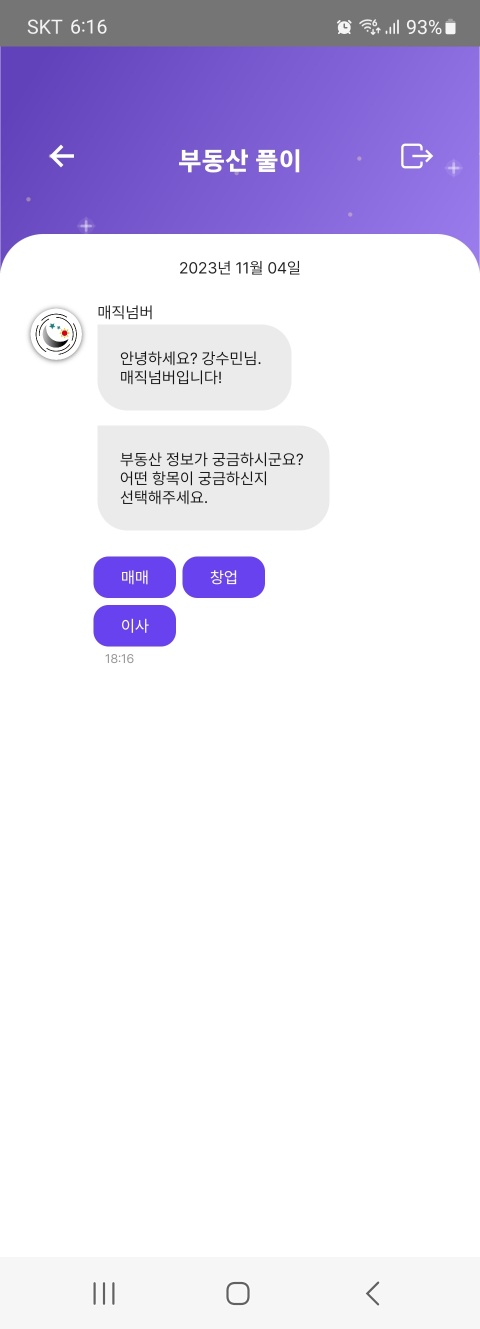 SKT 6:16
93%
부동산 풀이
2023년 11월 04일
매직넘버
안녕하세요? 강수민님.
매직넘버입니다!
부동산 정보가 궁금하시군요?
어떤 항목이 궁금하신지
선택해주세요.
매매
창업
이사
18:16